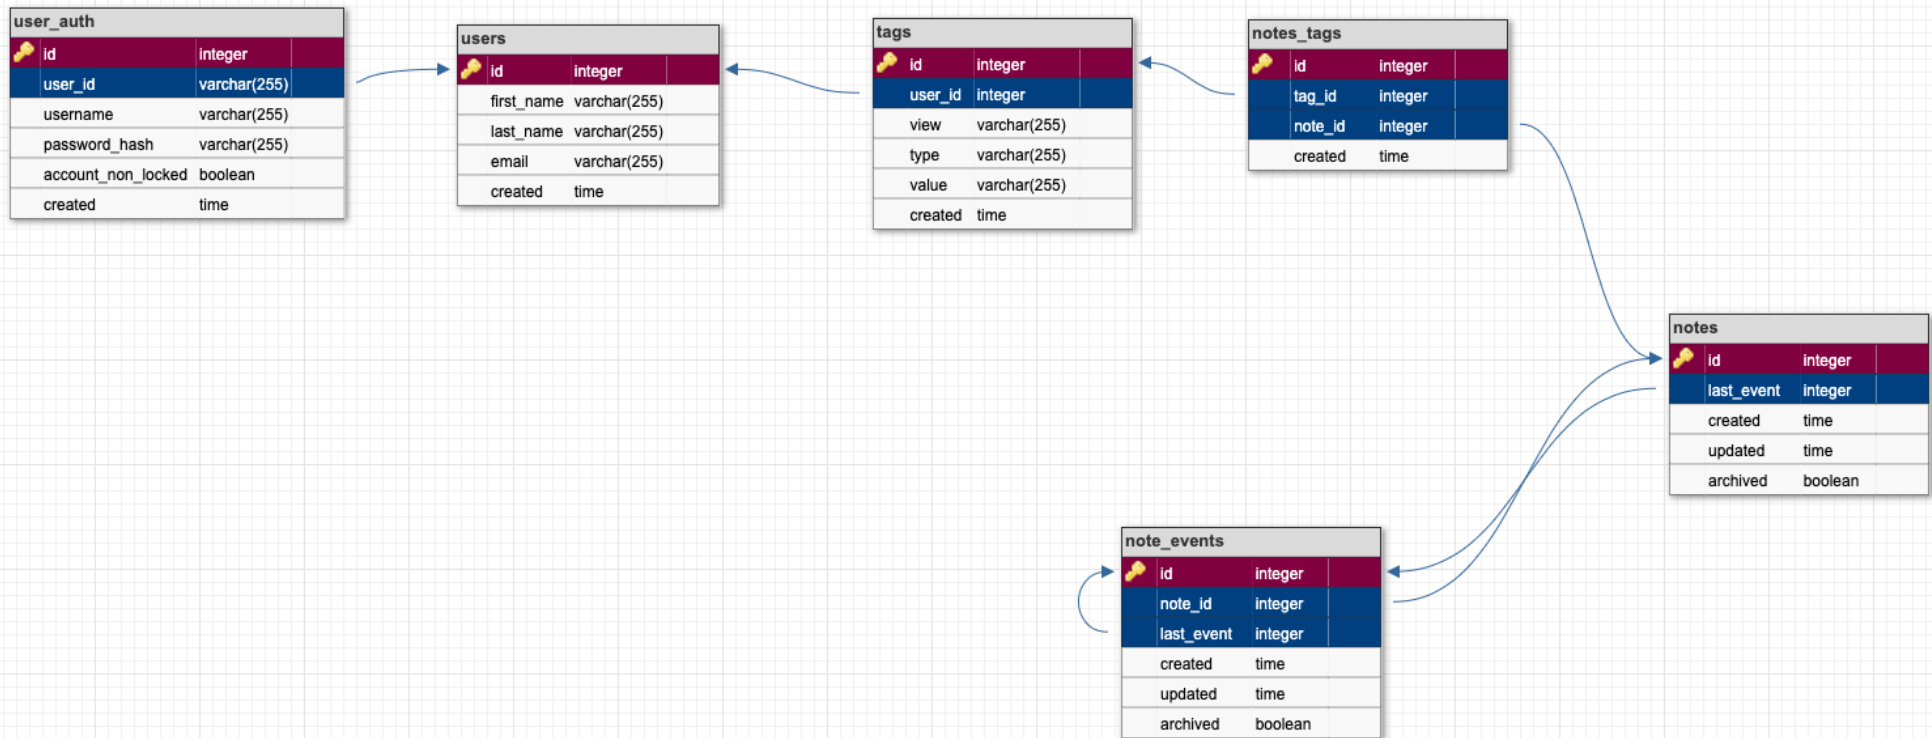 user_auth
id integer
user_id varchar(255)
username varchar(255)
password_hash varchar(255)
account_non_locked boolean
created time
users
id integer
first_name varchar(255)
last_name varchar(255)
email varchar(255)
created time
tags
id integer
user_id integer
view varchar(255)
type varchar(255)
value varchar(255)
created time
notes_tags
id integer
tag_id integer
note_id integer
created time
notes
id integer
last_event integer
created time
updated time
archived boolean
note_events
id integer
note_id integer
last_event integer
created time
updated time
archived boolean